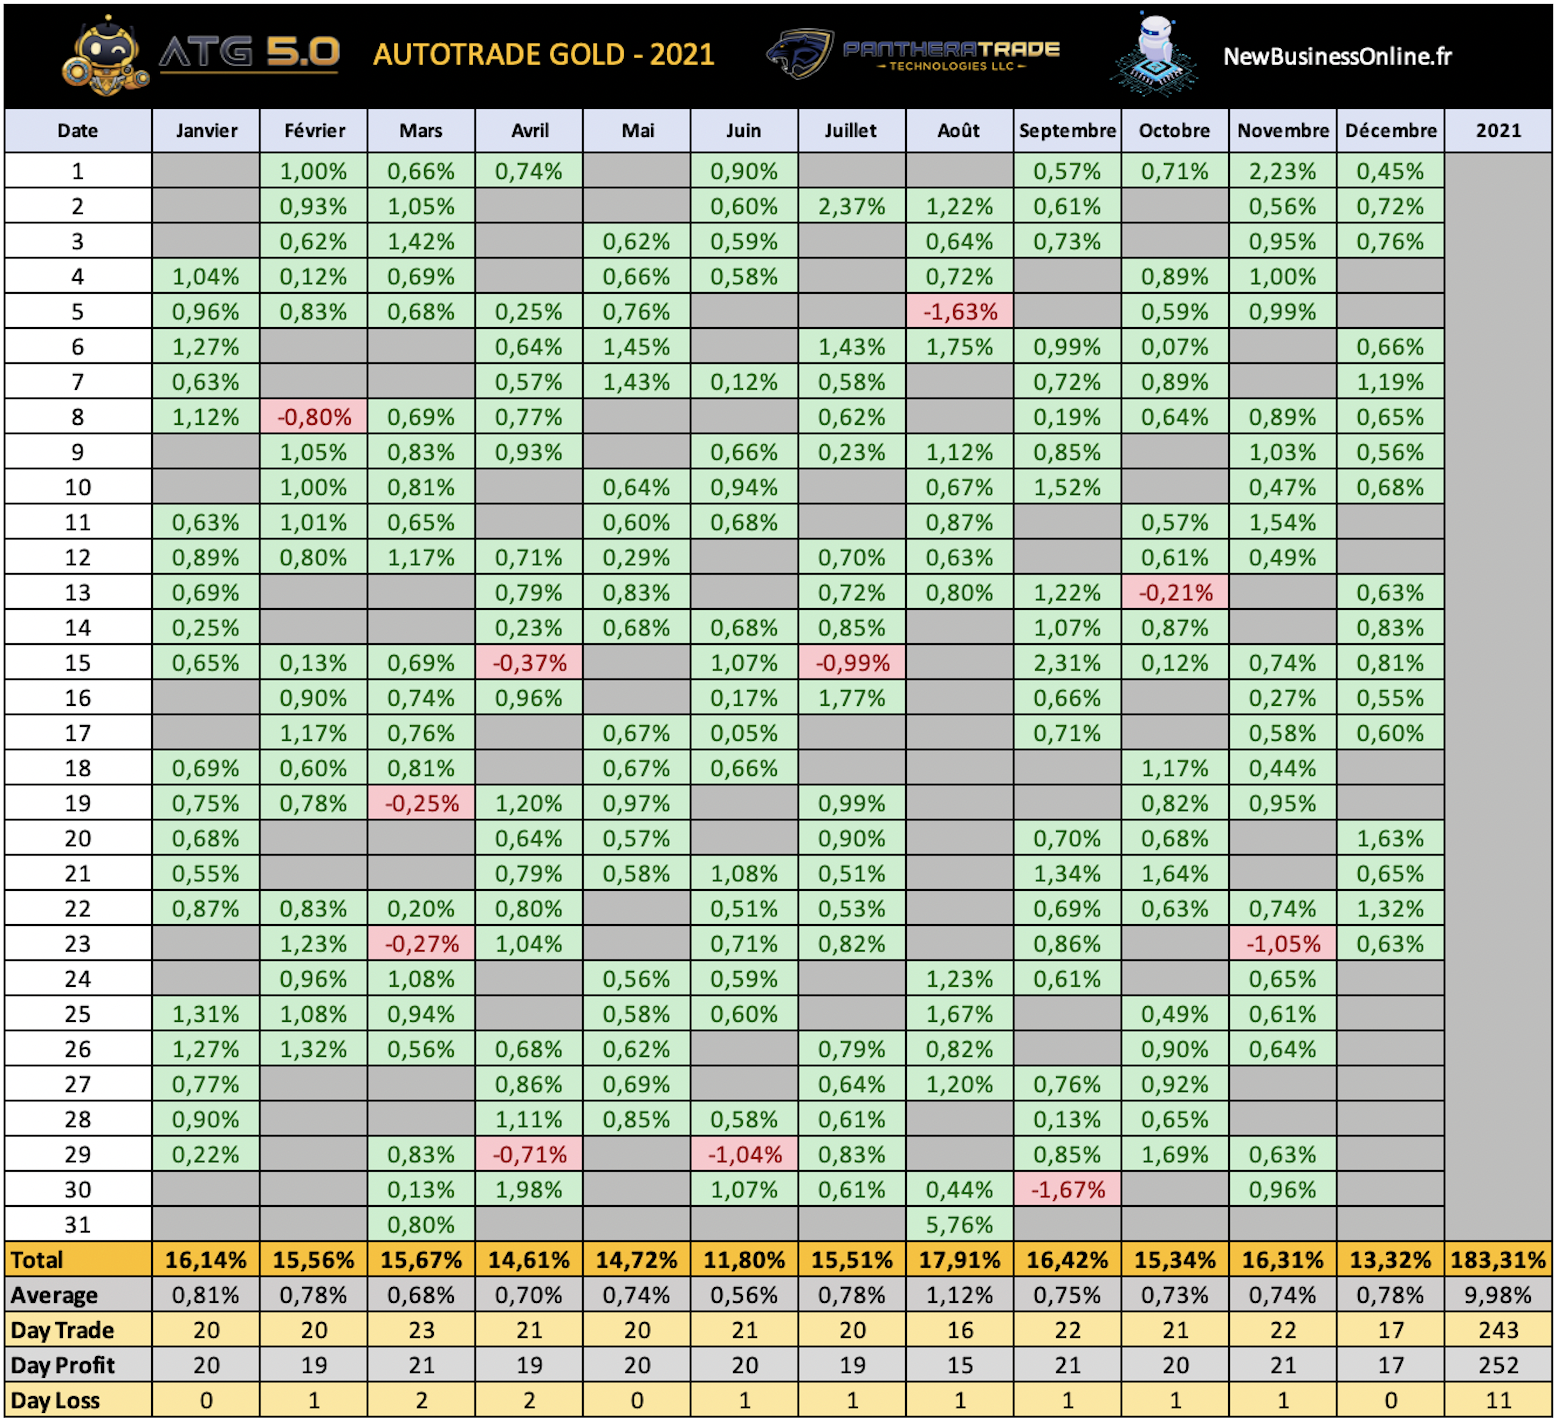 ATG 5.0 AUTOTRADE GOLD - 2021 PANTHERATRADE TECHNOLOGIES LLC NewBusinessOnline.fr
Date Janvier Février Mars Avril Mai Juin Juillet Août Septembre Octobre Novembre Décembre 2021
1 1,00% 0,66% 0,74% 0,90% 0,57% 0,71% 2,23% 0,45%
2 0,93% 1,05% 0,60% 2,37% 1,22% 0,61% 0,56% 0,72%
3 0,62% 1,42% 0,62% 0,59% 0,64% 0,73% 0,95% 0,76%
4 1,04% 0,12% 0,69% 0,66% 0,58% 0,72% 0,89% 1,00%
5 0,96% 0,83% 0,68% 0,25% 0,76% -1,63% 0,59% 0,99%
6 1,27% 0,64% 1,45% 1,43% 1,75% 0,99% 0,07% 0,66%
7 0,63% 0,57% 1,43% 0,12% 0,58% 0,72% 0,89% 1,19%
8 1,12% -0,80% 0,69% 0,77% 0,62% 0,19% 0,64% 0,89% 0,65%
9 1,05% 0,83% 0,93% 0,66% 0,23% 1,12% 0,85% 1,03% 0,56%
10 1,00% 0,81% 0,64% 0,94% 0,67% 1,52% 0,47% 0,68%
11 0,63% 1,01% 0,65% 0,60% 0,68% 0,87% 0,57% 1,54%
12 0,89% 0,80% 1,17% 0,71% 0,29% 0,70% 0,63% 0,61% 0,49%
13 0,69% 0,79% 0,83% 0,72% 0,80% 1,22% -0,21% 0,63%
14 0,25% 0,23% 0,68% 0,68% 0,85% 1,07% 0,87% 0,83%
15 0,65% 0,13% 0,69% -0,37% 1,07% -0,99% 2,31% 0,12% 0,74% 0,81%
16 0,90% 0,74% 0,96% 0,17% 1,77% 0,66% 0,27% 0,55%
17 1,17% 0,76% 0,67% 0,05% 0,71% 0,58% 0,60%
18 0,69% 0,60% 0,81% 0,67% 0,66% 1,17% 0,44%
19 0,75% 0,78% -0,25% 1,20% 0,97% 0,99% 0,82% 0,95%
20 0,68% 0,64% 0,57% 0,90% 0,70% 0,68% 1,63%
21 0,55% 0,79% 0,58% 1,08% 0,51% 1,34% 1,64% 0,65%
22 0,87% 0,83% 0,20% 0,80% 0,51% 0,53% 0,69% 0,63% 0,74% 1,32%
23 1,23% -0,27% 1,04% 0,71% 0,82% 0,86% -1,05% 0,63%
24 0,96% 1,08% 0,56% 0,59% 1,23% 0,61% 0,65%
25 1,31% 1,08% 0,94% 0,58% 0,60% 1,67% 0,49% 0,61%
26 1,27% 1,32% 0,56% 0,68% 0,62% 0,79% 0,82% 0,90% 0,64%
27 0,77% 0,86% 0,69% 0,64% 1,20% 0,76% 0,92%
28 0,90% 1,11% 0,85% 0,58% 0,61% 0,13% 0,65%
29 0,22% 0,83% -0,71% -1,04% 0,83% 0,85% 1,69% 0,63%
30 0,13% 1,98% 1,07% 0,61% 0,44% -1,67% 0,96%
31 0,80% 5,76%
Total 16,14% 15,56% 15,67% 14,61% 14,72% 11,80% 15,51% 17,91% 16,42% 15,34% 16,31% 13,32% 183,31%
Average 0,81% 0,78% 0,68% 0,70% 0,74% 0,56% 0,78% 1,12% 0,75% 0,73% 0,74% 0,78% 9,98%
Day Trade 20 20 23 21 20 21 20 16 22 21 22 17 243
Day Profit 20 19 21 19 20 20 19 15 21 20 21 17 252
Day Loss 0 1 2 2 0 1 1 1 1 1 1 0 11